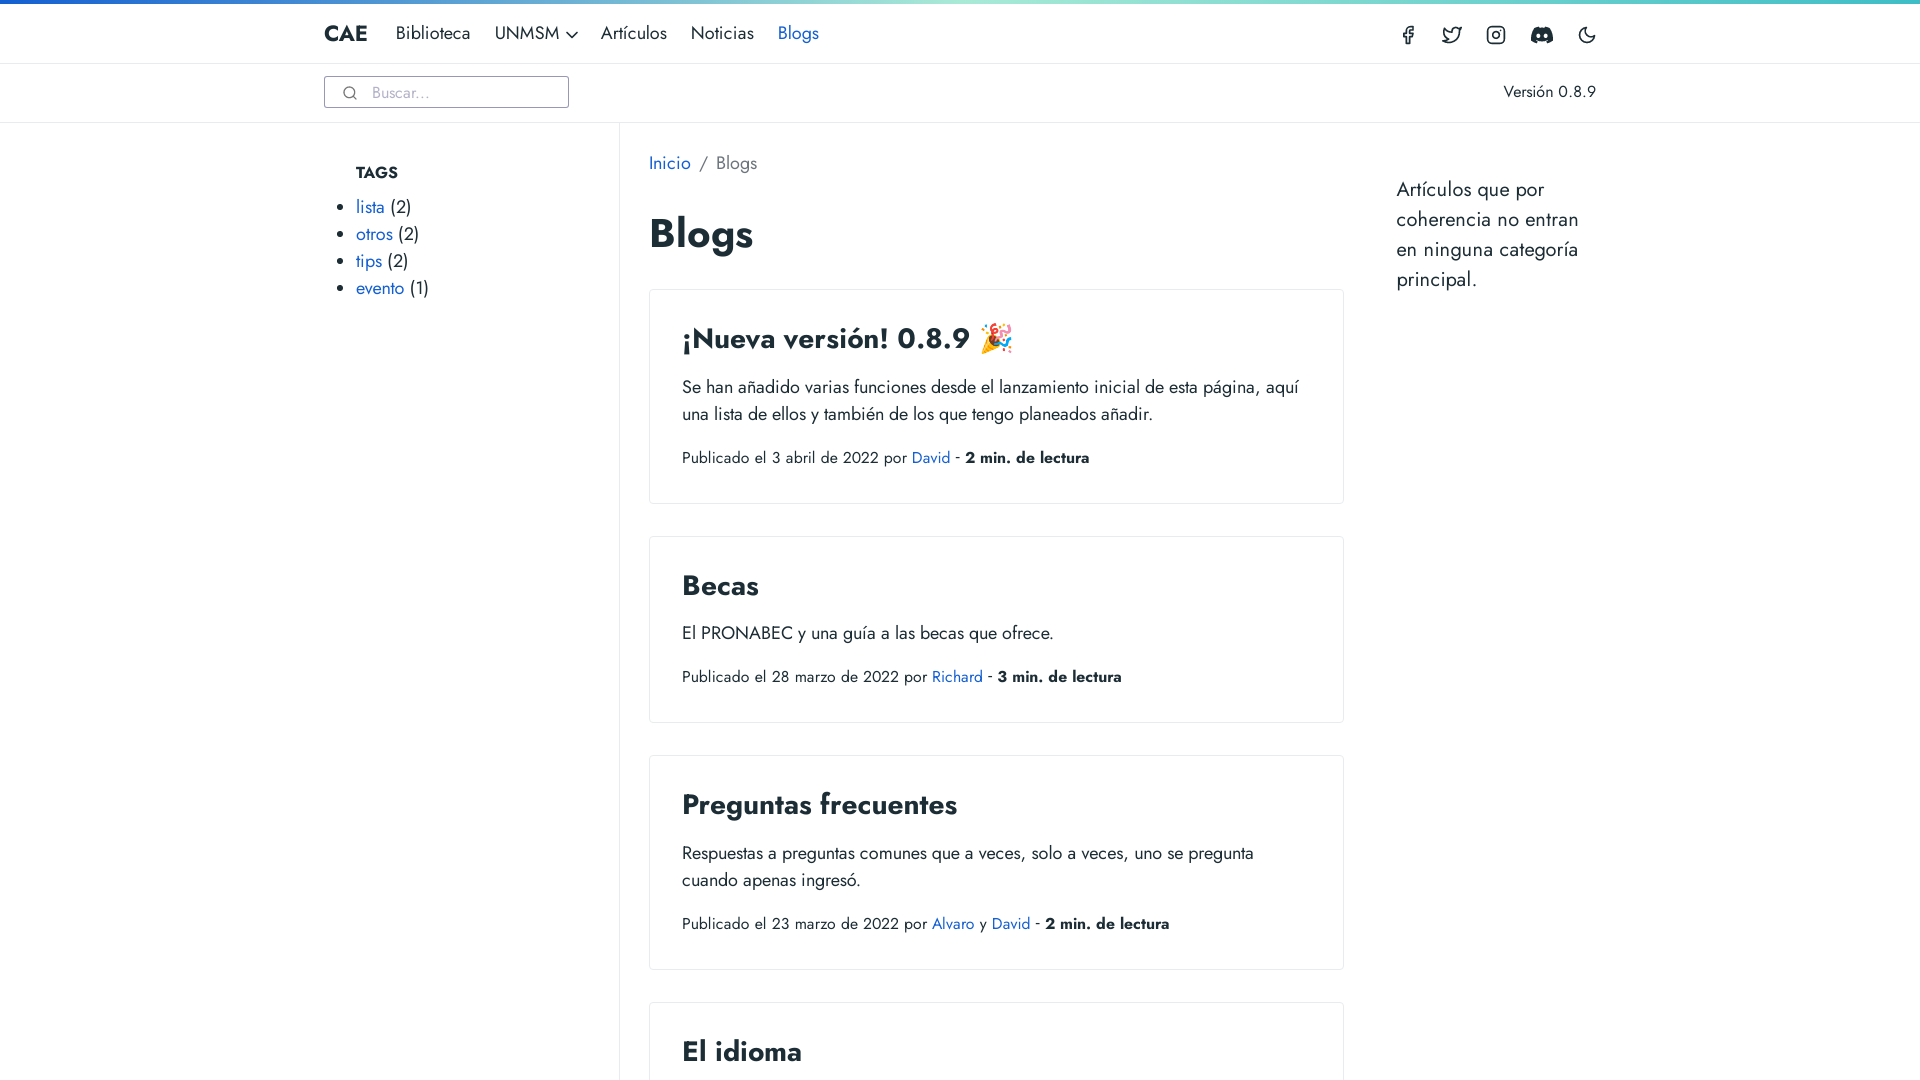 CAE Biblioteca UNMSM Artículos Noticias Blogs
Buscar...
Versión 0.8.9
TAGS
lista (2)
otros (2)
tips (2)
evento (1)
Inicio / Blogs
Blogs
¡Nueva versión! 0.8.9 🎉
Se han añadido varias funciones desde el lanzamiento inicial de esta página, aquí
una lista de ellos y también de los que tengo planeados añadir.
Publicado el 3 abril de 2022 por David - 2 min. de lectura
Becas
El PRONABEC y una guía a las becas que ofrece.
Publicado el 28 marzo de 2022 por Richard - 3 min. de lectura
Preguntas frecuentes
Respuestas a preguntas comunes que a veces, solo a veces, uno se pregunta
cuando apenas ingresó.
Publicado el 23 marzo de 2022 por Alvaro y David - 2 min. de lectura
El idioma
Artículos que por
coherencia no entran
en ninguna categoría
principal.